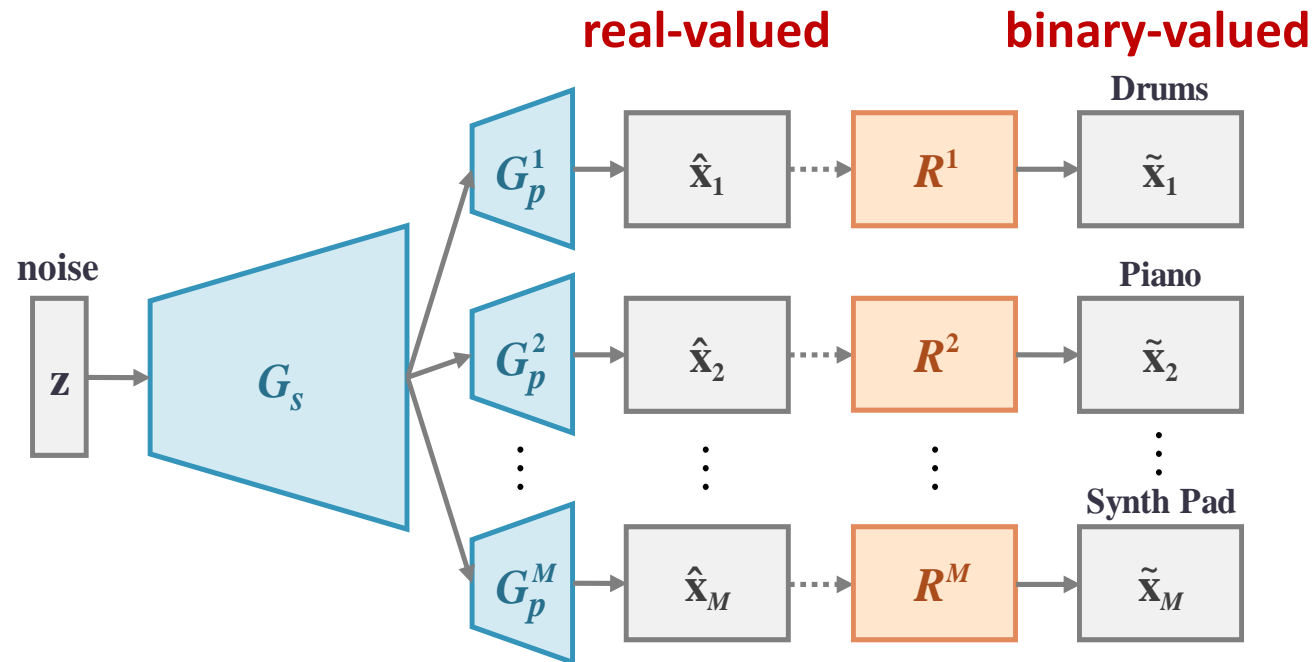 real-valued binary-valued
Drums
G_p^1 x̂_1 R^1 x̃_1
noise
Piano
z G_s G_p^2 x̂_2 R^2 x̃_2
⋮ ⋮ ⋮ ⋮
Synth Pad
G_p^M x̂_M R^M x̃_M